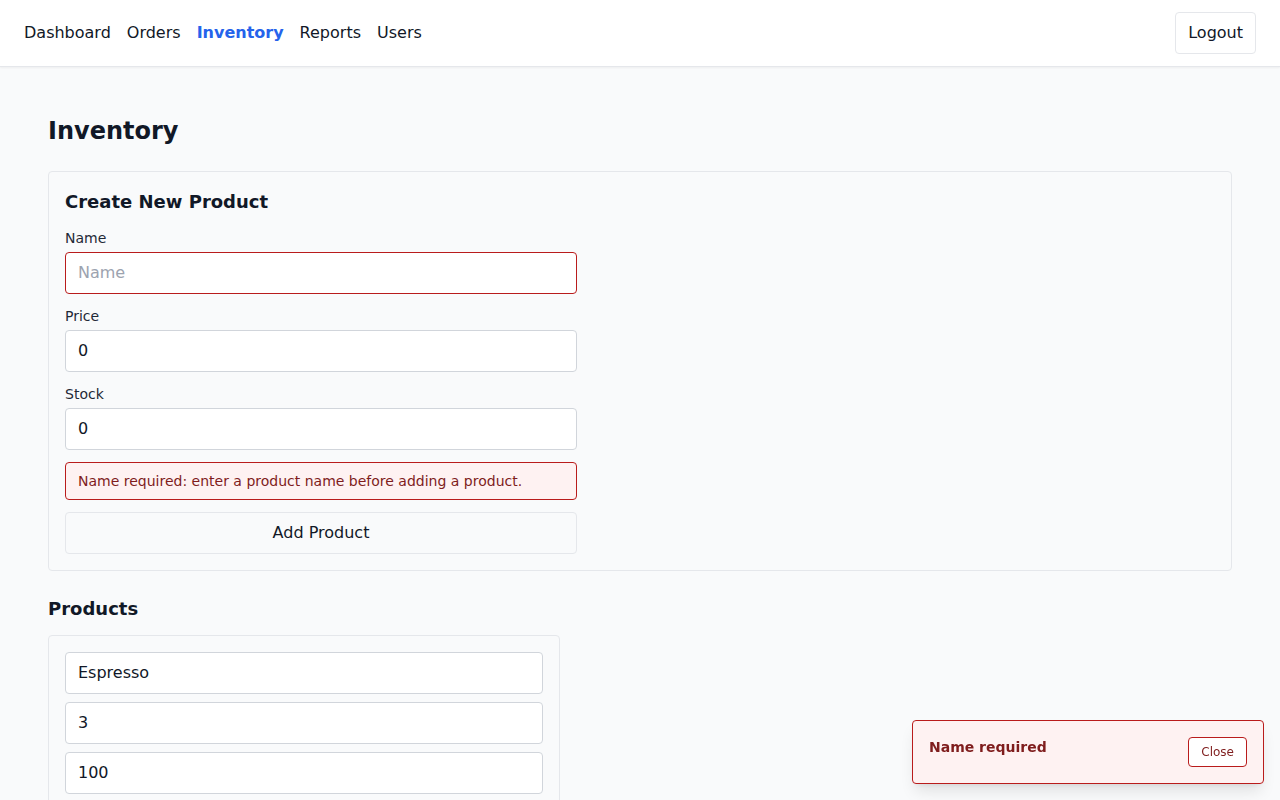 Dashboard Orders Inventory Reports Users Logout
Inventory
Create New Product
Name
Name
Price
0
Stock
0
Name required: enter a product name before adding a product.
Add Product
Products
Espresso
3
100
Name required Close